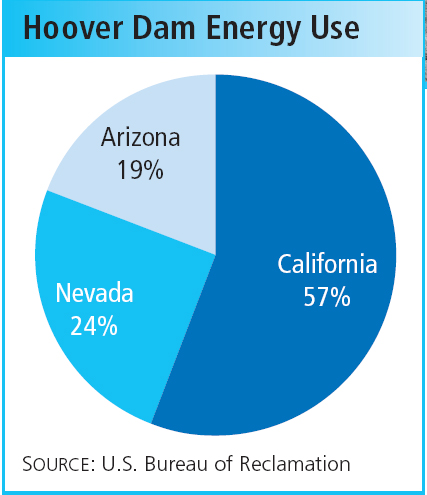 Hoover Dam Energy Use
Arizona
19%
California
57%
Nevada
24%
SOURCE: U.S. Bureau of Reclamation